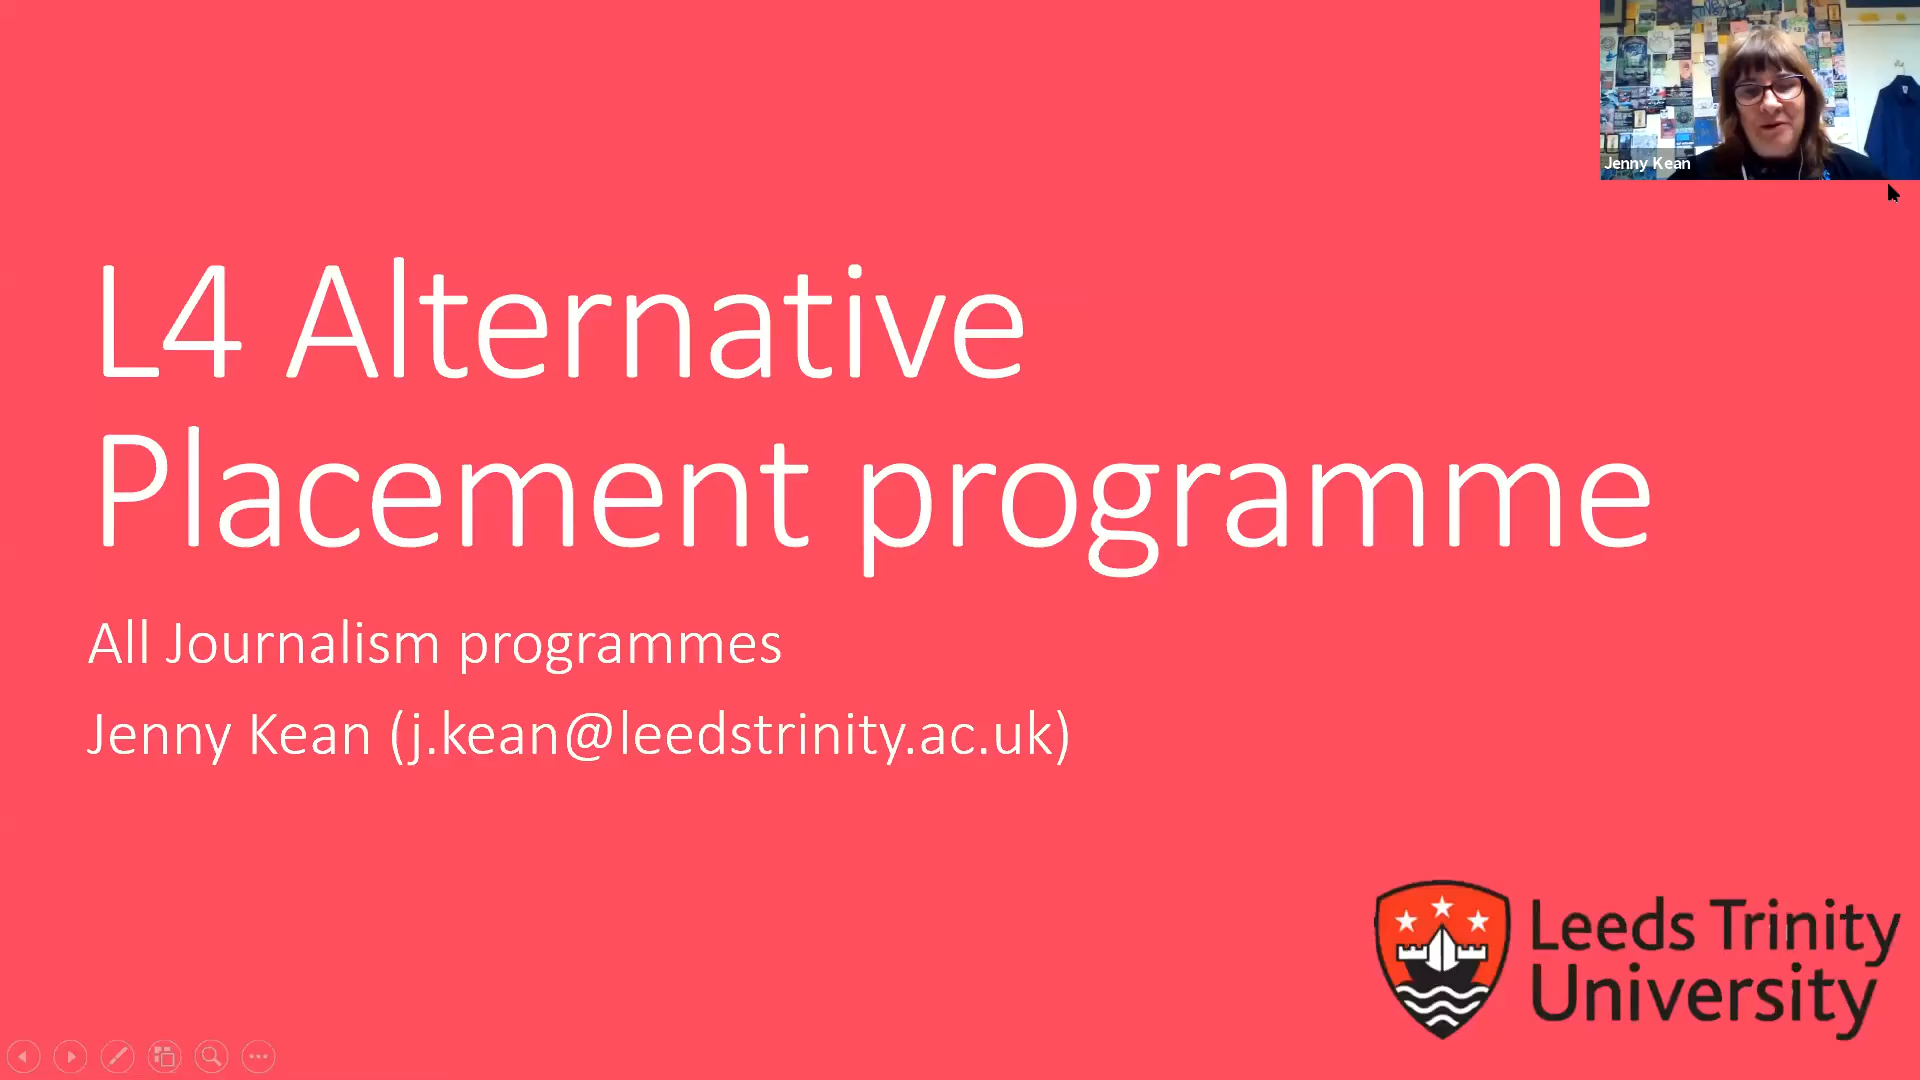 Jenny Kean
L4 Alternative
Placement programme
All Journalism programmes
Jenny Kean (j.kean@leedstrinity.ac.uk)
Leeds Trinity
University